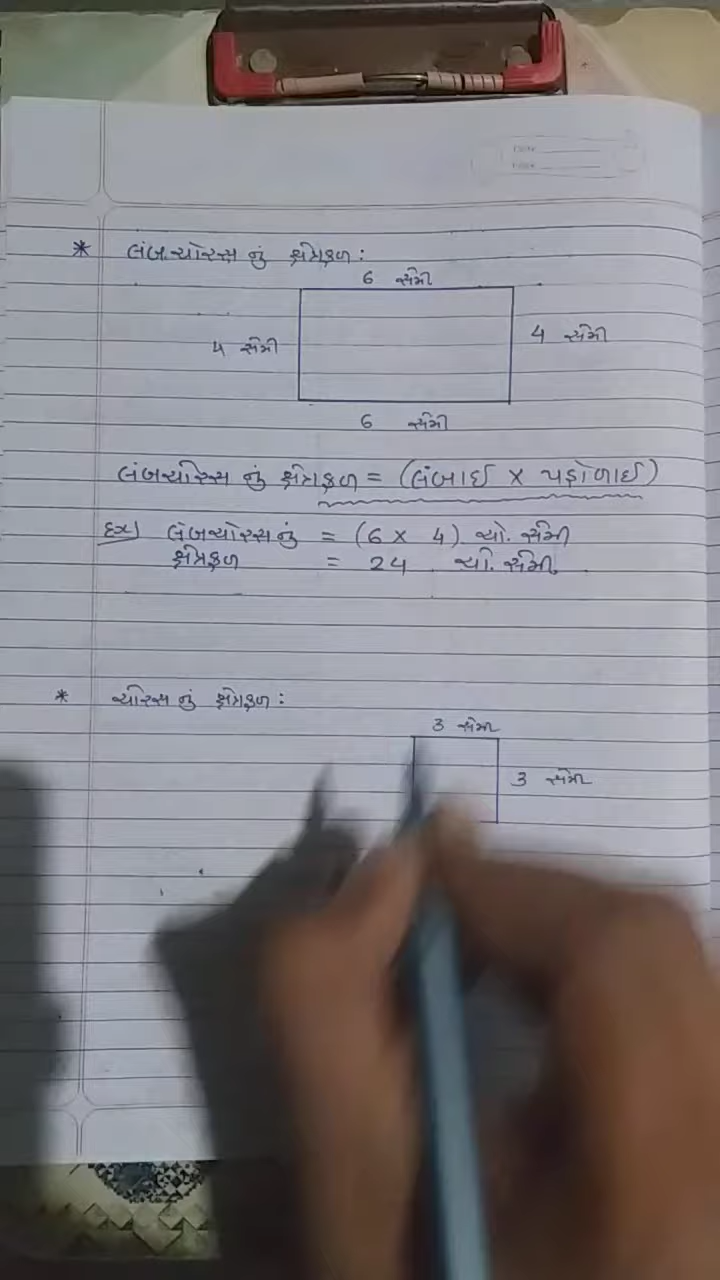 * લંબચોરસ નું ક્ષેત્રફળ :
6 સેમી
4 સેમી
4 સેમી
6 સેમી
લંબચોરસ નું ક્ષેત્રફળ = (લંબાઈ × પહોળાઈ)
દા.ત. લંબચોરસનું = (6 × 4) ચો. સેમી
ક્ષેત્રફળ = 24 ચો. સેમી.
* ચોરસ નું ક્ષેત્રફળ :
3 સેમી
3 સેમી